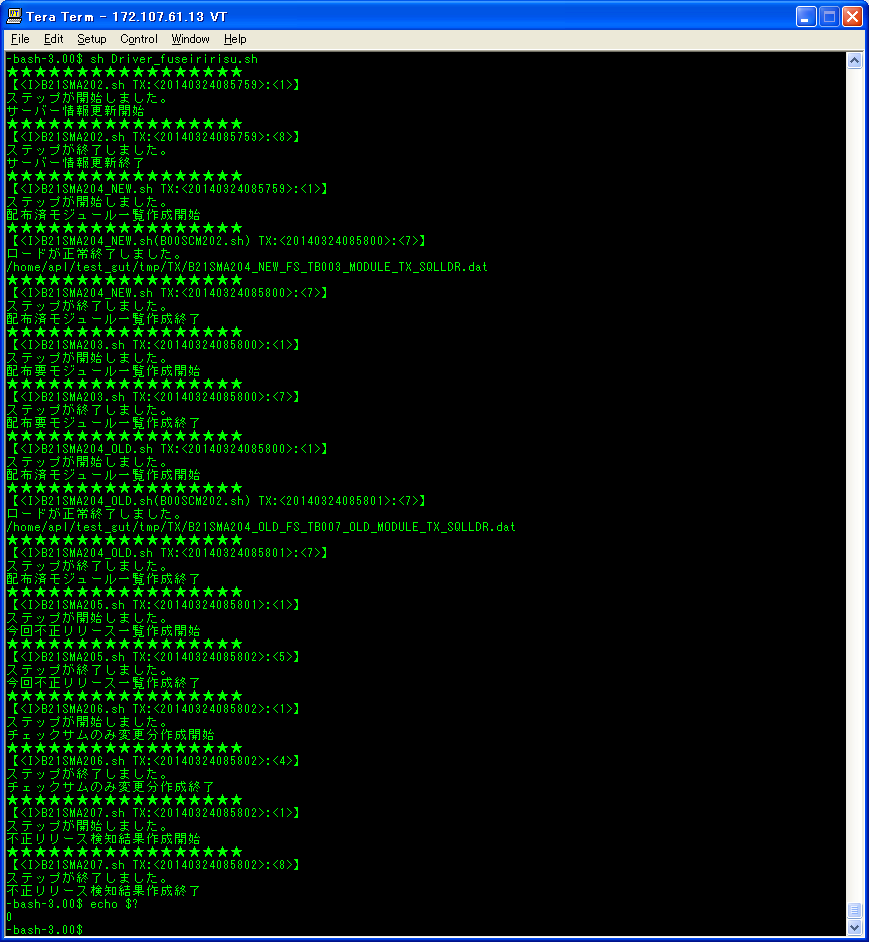 Tera Term - 172.107.61.13 VT
File Edit Setup Control Window Help
-bash-3.00$ sh Driver_fuseiririsu.sh
★★★★★★★★★★★★★★★★★
【<I>B21SMA202.sh TX:<20140324085759>:<1>】
ステップが開始しました。
サーバー情報更新開始
★★★★★★★★★★★★★★★★★
【<I>B21SMA202.sh TX:<20140324085759>:<8>】
ステップが終了しました。
サーバー情報更新終了
★★★★★★★★★★★★★★★★★
【<I>B21SMA204_NEW.sh TX:<20140324085759>:<1>】
ステップが開始しました。
配布済モジュール一覧作成開始
★★★★★★★★★★★★★★★★★
【<I>B21SMA204_NEW.sh(B00SCM202.sh) TX:<20140324085800>:<7>】
ロードが正常終了しました。
/home/apl/test_gut/tmp/TX/B21SMA204_NEW_FS_TB003_MODULE_TX_SQLLDR.dat
★★★★★★★★★★★★★★★★★
【<I>B21SMA204_NEW.sh TX:<20140324085800>:<7>】
ステップが終了しました。
配布済モジュール一覧作成終了
★★★★★★★★★★★★★★★★★
【<I>B21SMA203.sh TX:<20140324085800>:<1>】
ステップが開始しました。
配布要モジュール一覧作成開始
★★★★★★★★★★★★★★★★★
【<I>B21SMA203.sh TX:<20140324085800>:<7>】
ステップが終了しました。
配布要モジュール一覧作成終了
★★★★★★★★★★★★★★★★★
【<I>B21SMA204_OLD.sh TX:<20140324085800>:<1>】
ステップが開始しました。
配布済モジュール一覧作成開始
★★★★★★★★★★★★★★★★★
【<I>B21SMA204_OLD.sh(B00SCM202.sh) TX:<20140324085801>:<7>】
ロードが正常終了しました。
/home/apl/test_gut/tmp/TX/B21SMA204_OLD_FS_TB007_OLD_MODULE_TX_SQLLDR.dat
★★★★★★★★★★★★★★★★★
【<I>B21SMA204_OLD.sh TX:<20140324085801>:<7>】
ステップが終了しました。
配布済モジュール一覧作成終了
★★★★★★★★★★★★★★★★★
【<I>B21SMA205.sh TX:<20140324085801>:<1>】
ステップが開始しました。
今回不正リリース一覧作成開始
★★★★★★★★★★★★★★★★★
【<I>B21SMA205.sh TX:<20140324085802>:<5>】
ステップが終了しました。
今回不正リリース一覧作成終了
★★★★★★★★★★★★★★★★★
【<I>B21SMA206.sh TX:<20140324085802>:<1>】
ステップが開始しました。
チェックサムのみ変更分作成開始
★★★★★★★★★★★★★★★★★
【<I>B21SMA206.sh TX:<20140324085802>:<4>】
ステップが終了しました。
チェックサムのみ変更分作成終了
★★★★★★★★★★★★★★★★★
【<I>B21SMA207.sh TX:<20140324085802>:<1>】
ステップが開始しました。
不正リリース検知結果作成開始
★★★★★★★★★★★★★★★★★
【<I>B21SMA207.sh TX:<20140324085802>:<8>】
ステップが終了しました。
不正リリース検知結果作成終了
-bash-3.00$ echo $?
0
-bash-3.00$